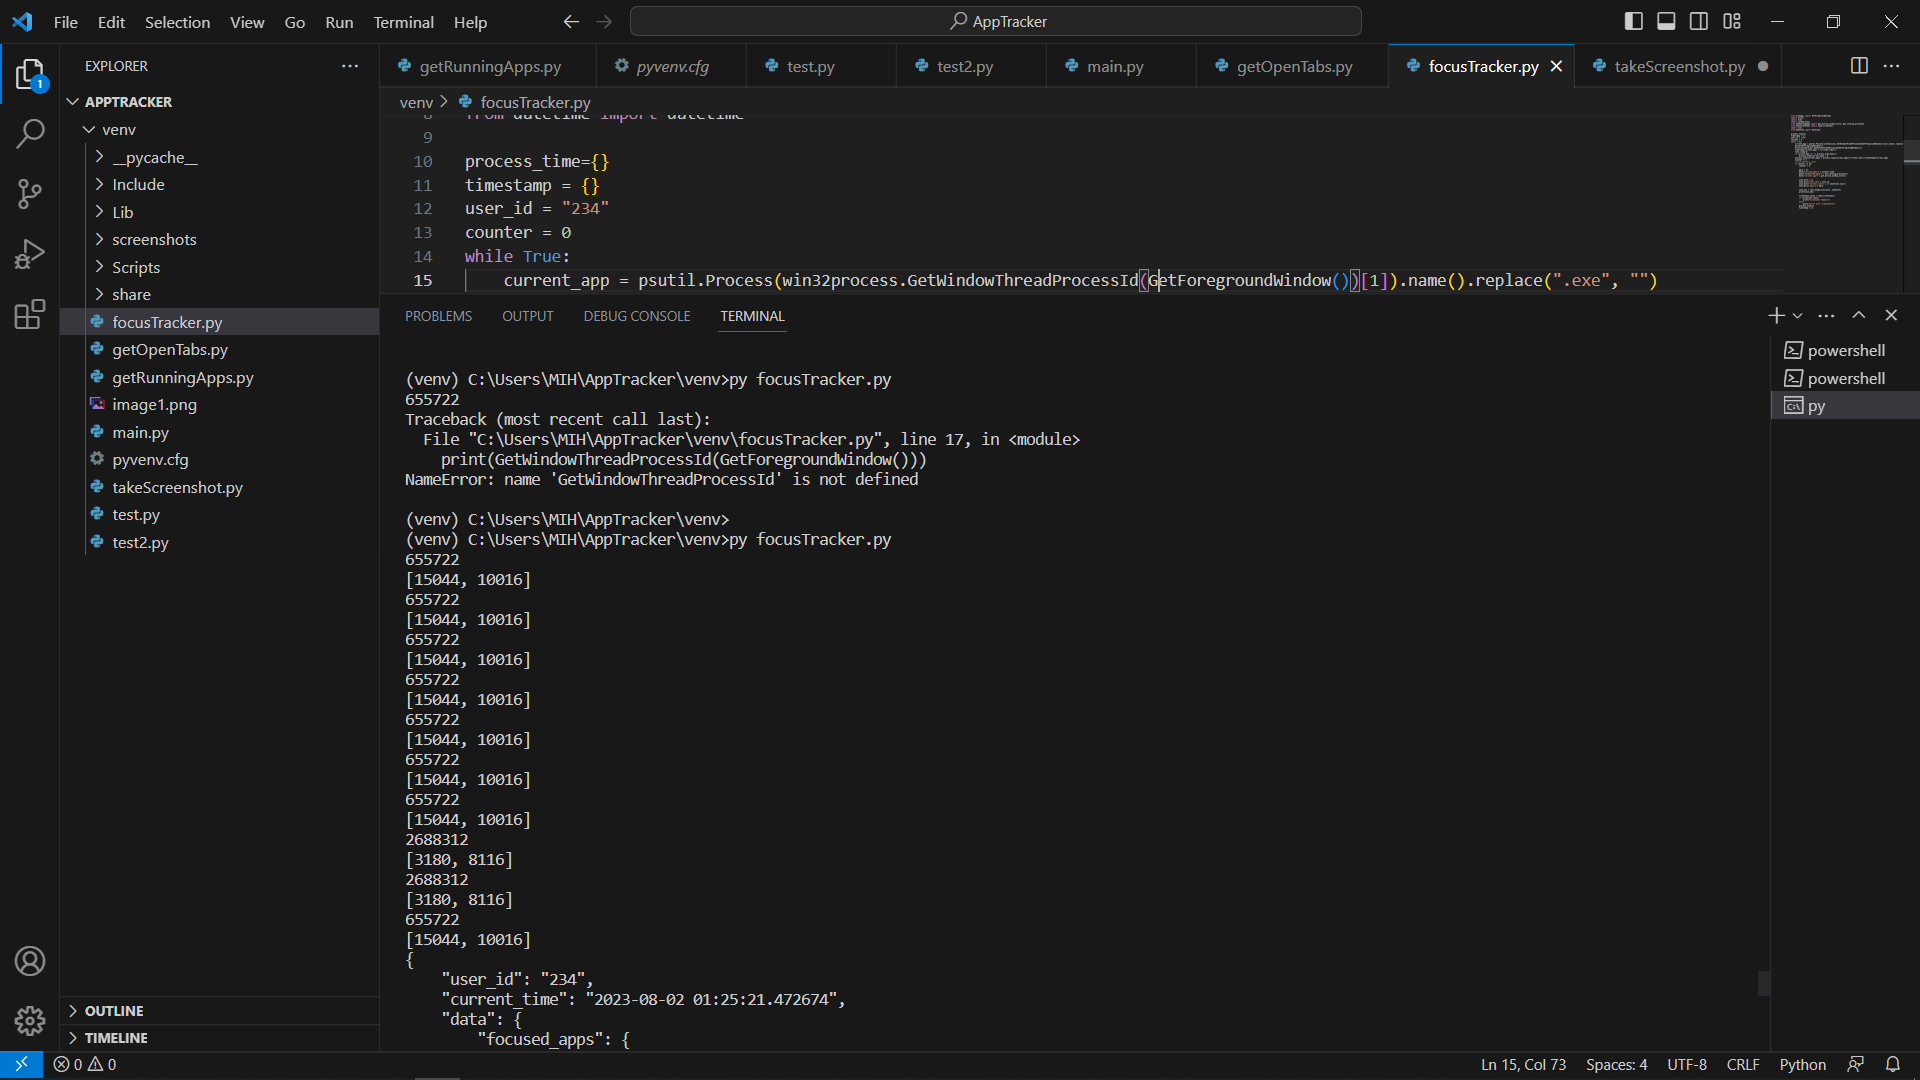 File Edit Selection View Go Run Terminal Help AppTracker
EXPLORER
1
APPTRACKER
venv
__pycache__
Include
Lib
screenshots
Scripts
share
focusTracker.py
getOpenTabs.py
getRunningApps.py
image1.png
main.py
pyvenv.cfg
takeScreenshot.py
test.py
test2.py
OUTLINE
TIMELINE
getRunningApps.py pyvenv.cfg test.py test2.py main.py getOpenTabs.py focusTracker.py takeScreenshot.py
venv > focusTracker.py
8 from datetime import datetime
9
10 process_time={}
11 timestamp = {}
12 user_id = "234"
13 counter = 0
14 while True:
15 current_app = psutil.Process(win32process.GetWindowThreadProcessId(GetForegroundWindow())[1]).name().replace(".exe", "")
PROBLEMS OUTPUT DEBUG CONSOLE TERMINAL
(venv) C:\Users\MIH\AppTracker\venv>py focusTracker.py
655722
Traceback (most recent call last):
File "C:\Users\MIH\AppTracker\venv\focusTracker.py", line 17, in <module>
print(GetWindowThreadProcessId(GetForegroundWindow()))
NameError: name 'GetWindowThreadProcessId' is not defined
(venv) C:\Users\MIH\AppTracker\venv>
(venv) C:\Users\MIH\AppTracker\venv>py focusTracker.py
655722
[15044, 10016]
655722
[15044, 10016]
655722
[15044, 10016]
655722
[15044, 10016]
655722
[15044, 10016]
655722
[15044, 10016]
655722
[15044, 10016]
2688312
[3180, 8116]
2688312
[3180, 8116]
655722
[15044, 10016]
{
"user_id": "234",
"current_time": "2023-08-02 01:25:21.472674",
"data": {
"focused_apps": {
powershell
powershell
py
0 0 Ln 15, Col 73 Spaces: 4 UTF-8 CRLF Python